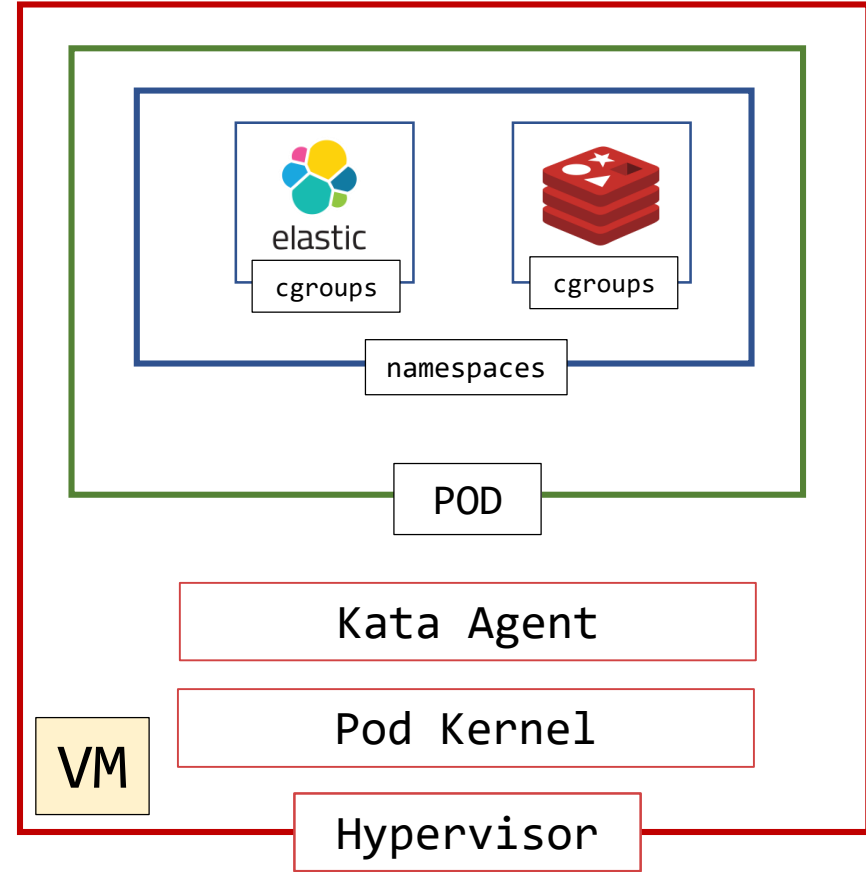 elastic
cgroups
cgroups
namespaces
POD
Kata Agent
Pod Kernel
VM
Hypervisor